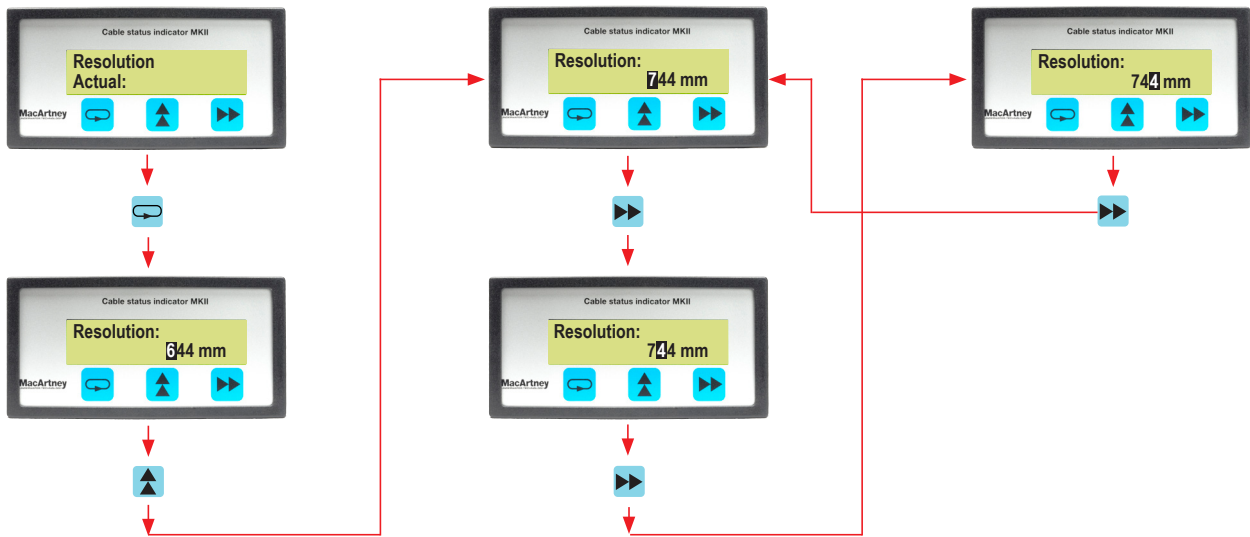 Cable status indicator MKII
Resolution
Actual:
MacArtney
Cable status indicator MKII
Resolution:
644 mm
MacArtney
Cable status indicator MKII
Resolution:
744 mm
MacArtney
Cable status indicator MKII
Resolution:
744 mm
MacArtney
Cable status indicator MKII
Resolution:
744 mm
MacArtney